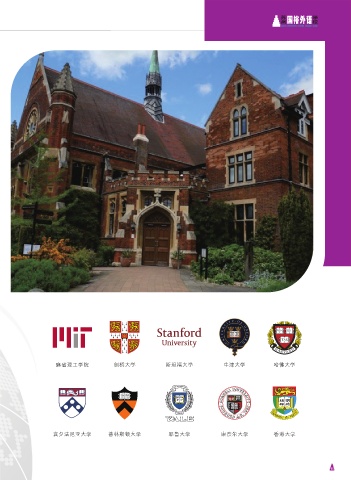 国裕外语
MIT
Stanford
University
麻省理工学院
剑桥大学
斯坦福大学
牛津大学
哈佛大学
宾夕法尼亚大学
普林斯顿大学
耶鲁大学
康奈尔大学
香港大学